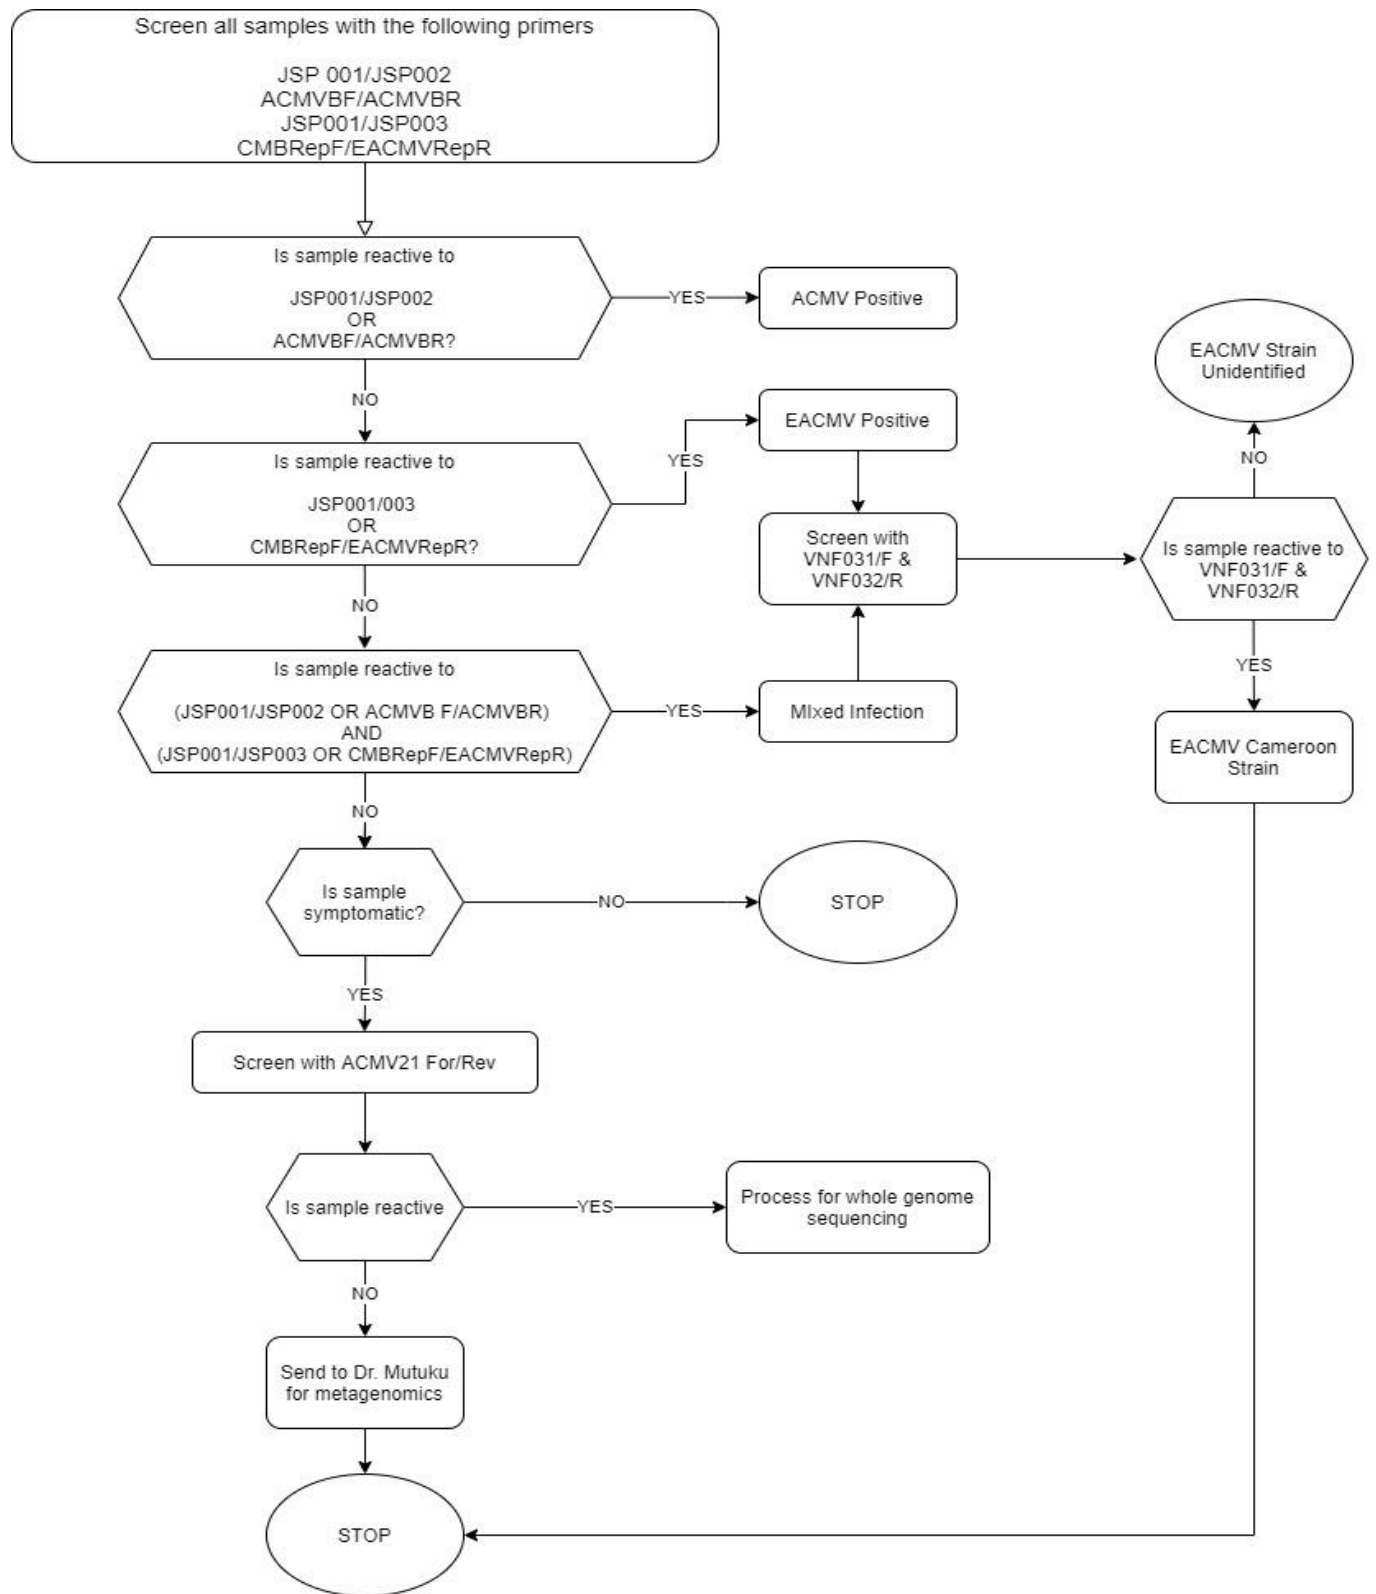 Screen all samples with the following primers
JSP 001/JSP002
ACMVBF/ACMVBR
JSP001/JSP003
CMBRepF/EACMVRepR
Is sample reactive to
JSP001/JSP002
OR
ACMVBF/ACMVBR?
YES
ACMV Positive
NO
Is sample reactive to
JSP001/003
OR
CMBRepF/EACMVRepR?
YES
EACMV Positive
Screen with
VNF031/F &
VNF032/R
Is sample reactive to
VNF031/F &
VNF032/R
NO
EACMV Strain
Unidentified
YES
EACMV Cameroon
Strain
NO
Is sample reactive to
(JSP001/JSP002 OR ACMVB F/ACMVBR)
AND
(JSP001/JSP003 OR CMBRepF/EACMVRepR)
YES
MIxed Infection
NO
Is sample
symptomatic?
NO
STOP
YES
Screen with ACMV21 For/Rev
Is sample reactive
YES
Process for whole genome
sequencing
NO
Send to Dr. Mutuku
for metagenomics
STOP